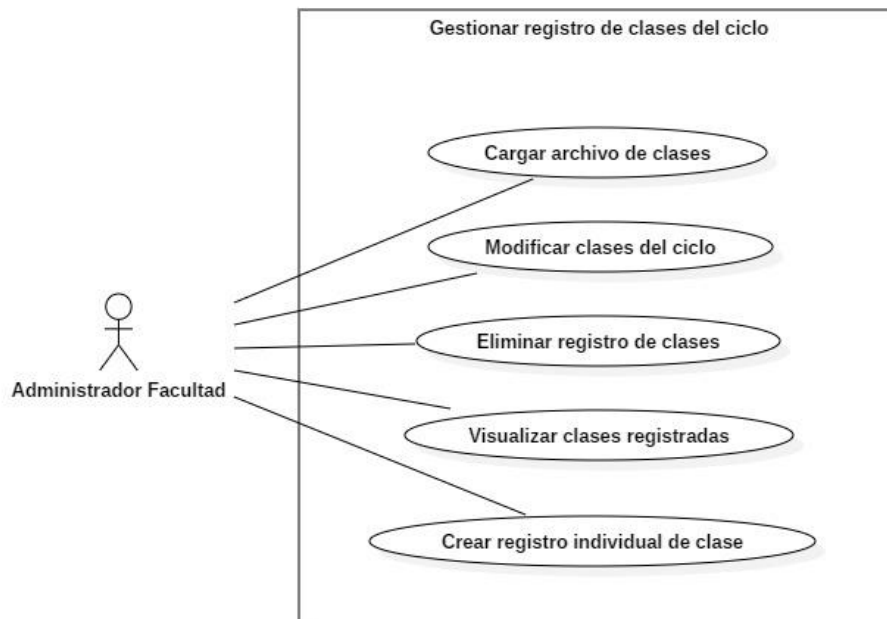 Gestionar registro de clases del ciclo
Cargar archivo de clases
Modificar clases del ciclo
Eliminar registro de clases
Administrador Facultad
Visualizar clases registradas
Crear registro individual de clase